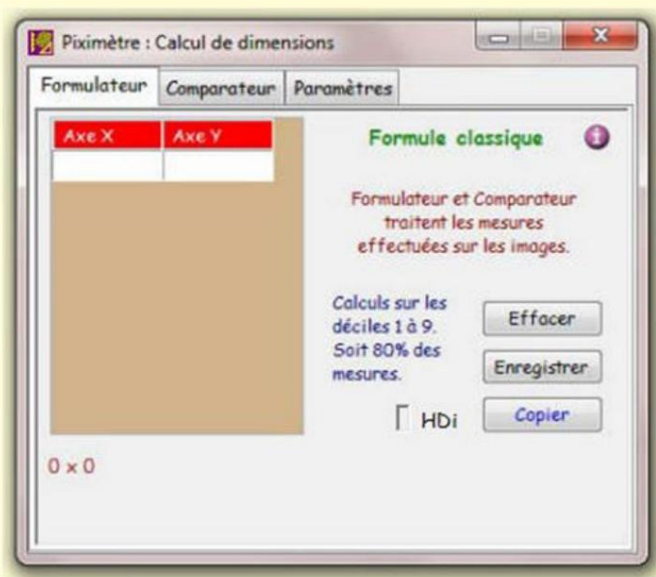 Piximètre : Calcul de dimensions
Formulateur Comparateur Paramètres
Axe X Axe Y
Formule classique
Formulateur et Comparateur
traitent les mesures
effectuées sur les images.
Calculs sur les
déciles 1 à 9.
Soit 80% des
mesures.
Effacer
Enregistrer
HDi
Copier
0 x 0